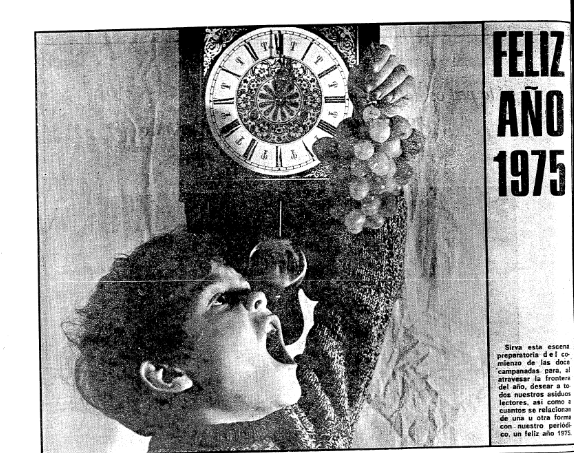 FELIZ
AÑO
1975
Sirva esta escena
preparatoria del co-
mienzo de las doce
campanadas para, al
atravesar la frontera
del año, desear a to-
dos nuestros asiduos
lectores, así como a
cuantos se relacionan
de una u otra forma
con nuestro periódi-
co, un feliz año 1975.